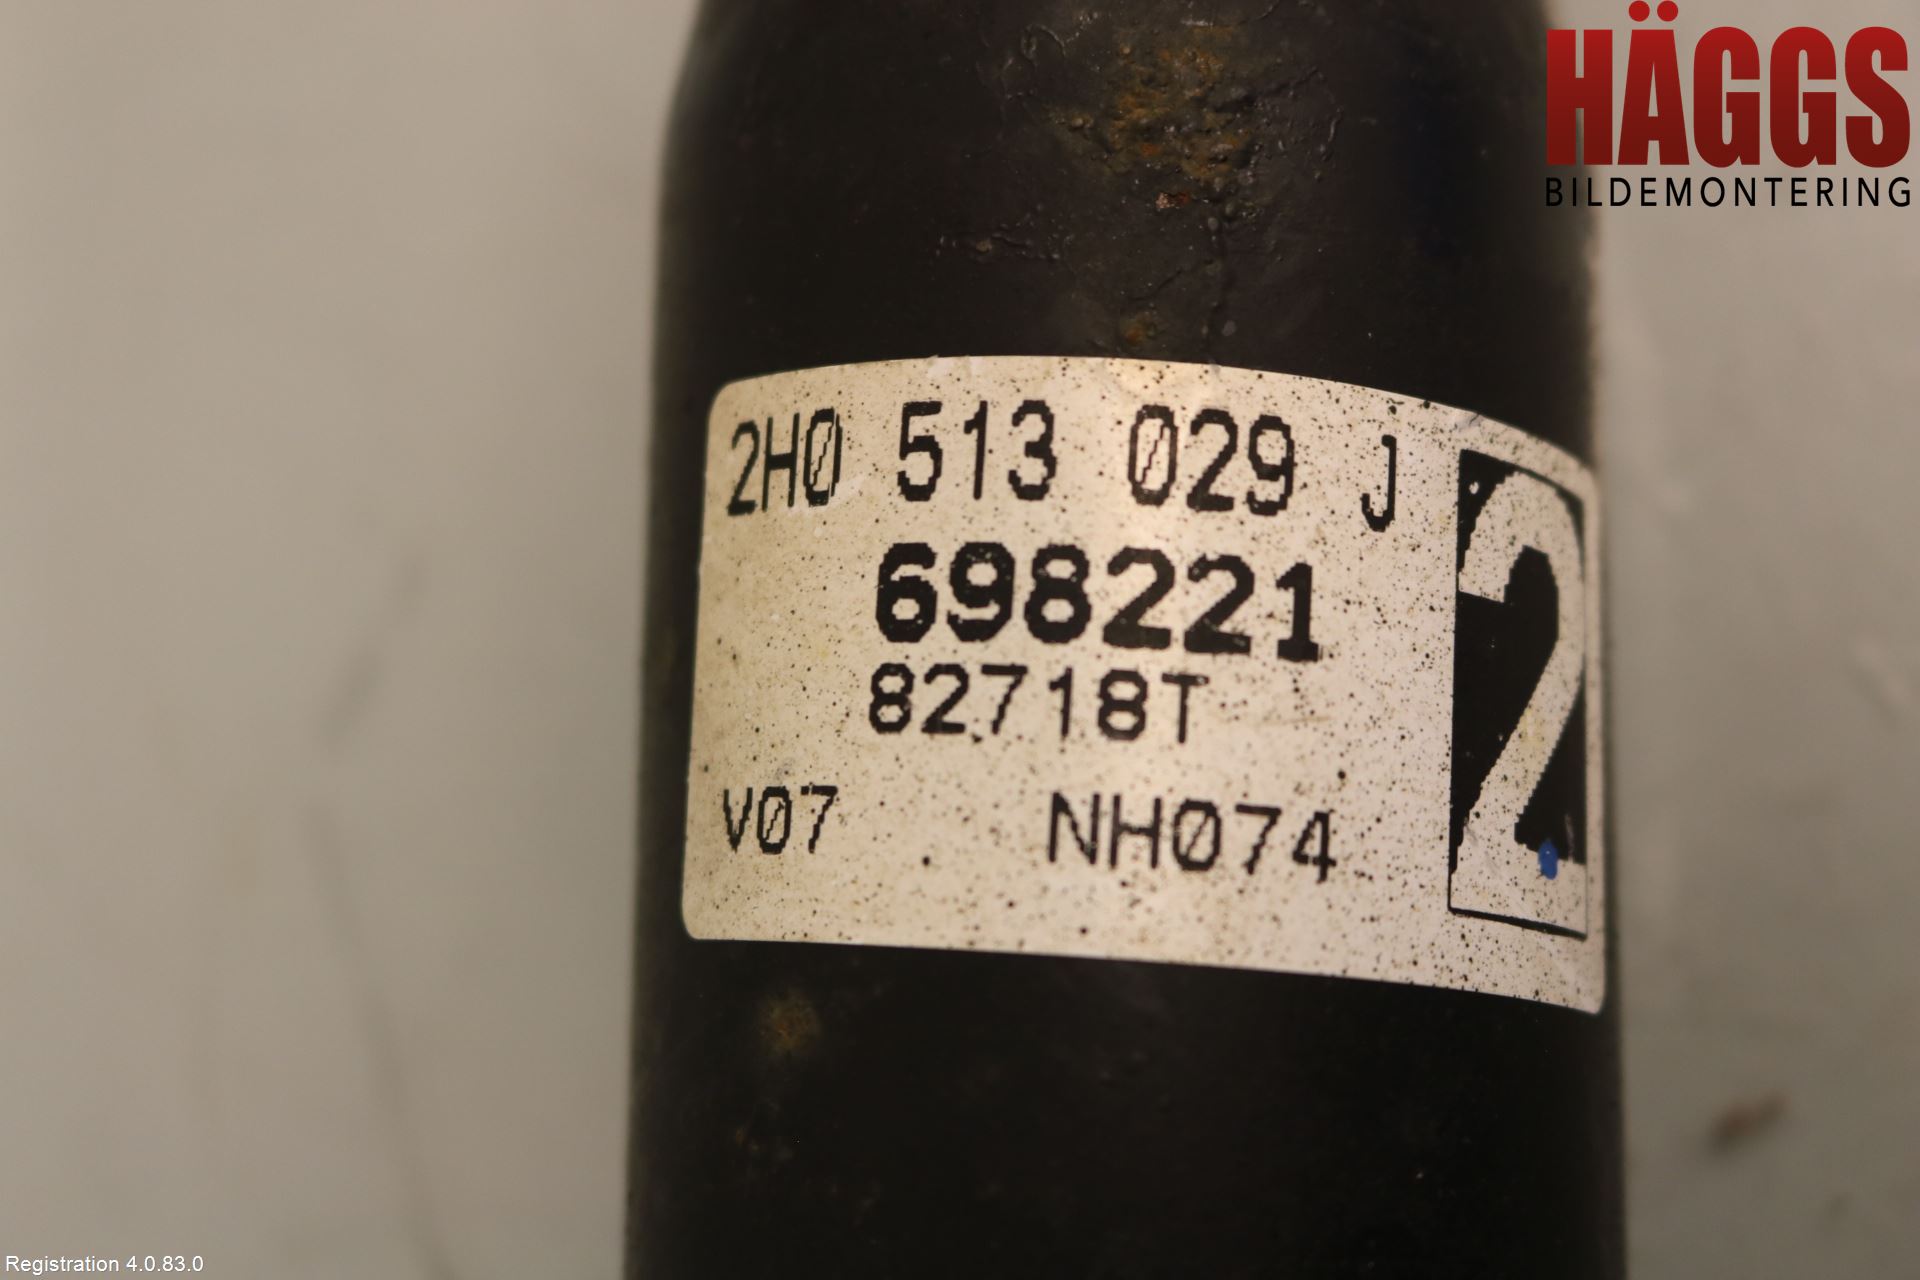 HÄGGS
BILDEMONTERING
2H0 513 029 J
698221
82718T
V07 NH074
2
Registration 4.0.83.0